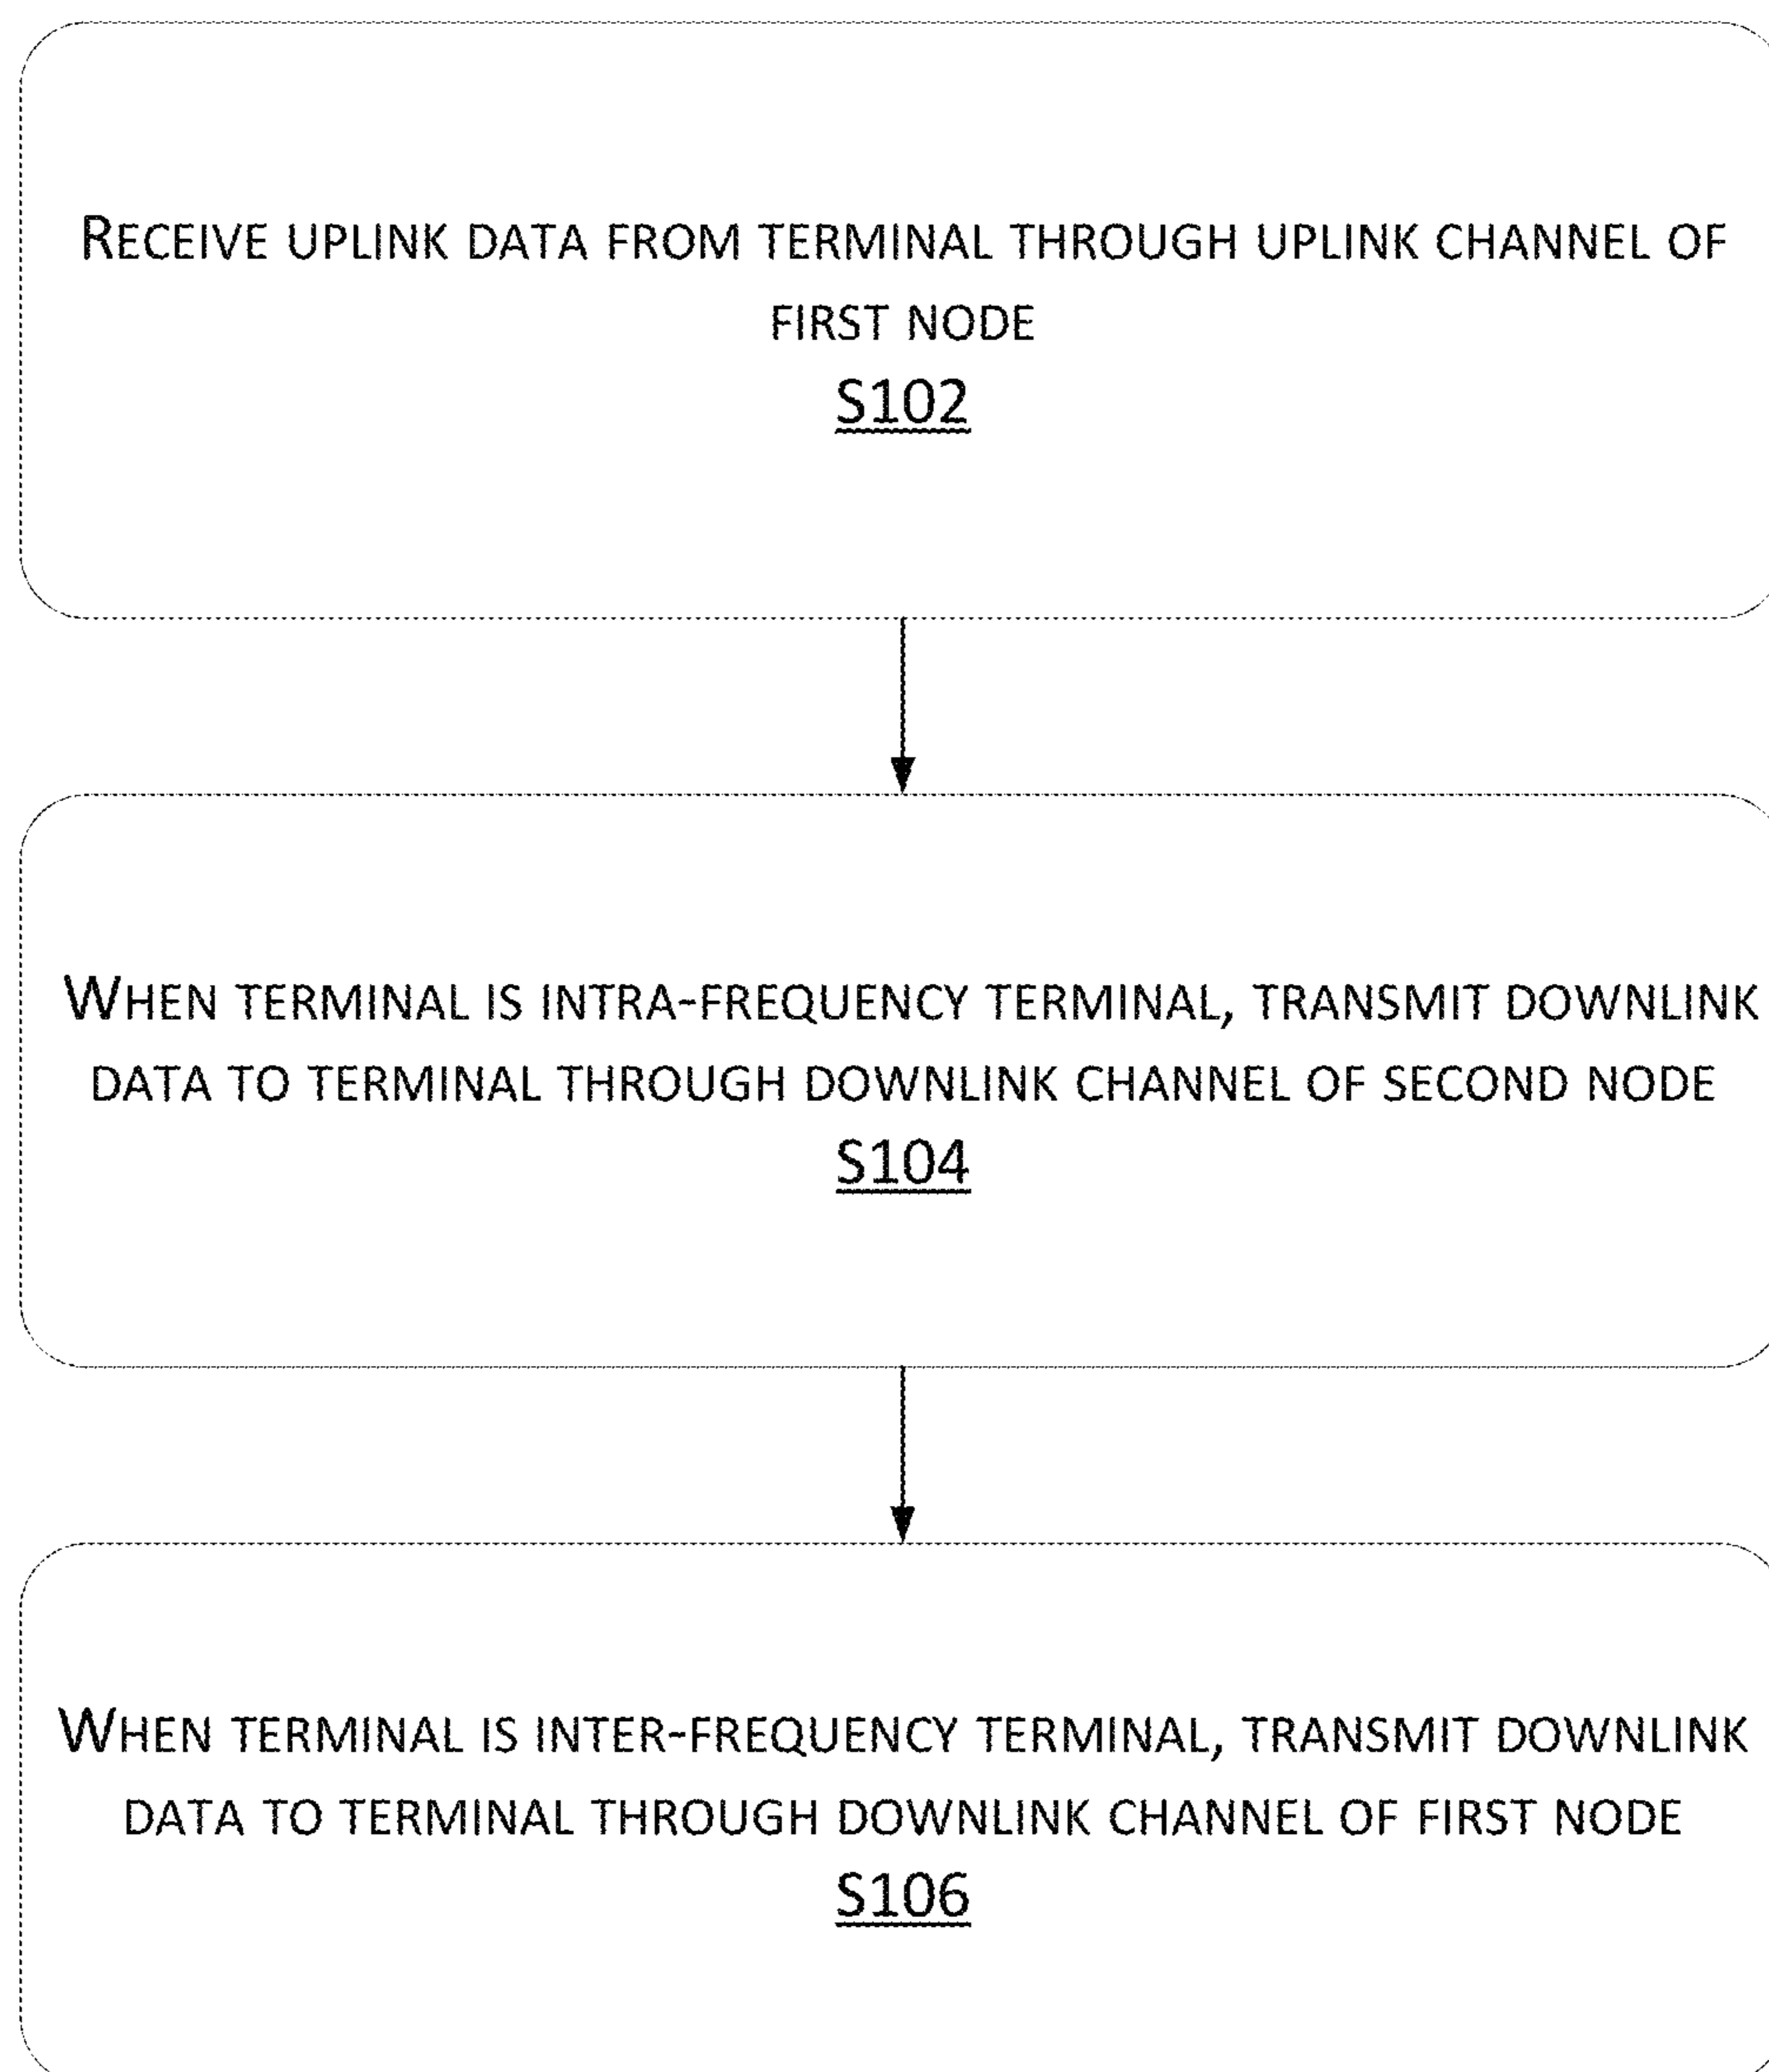 RECEIVE UPLINK DATA FROM TERMINAL THROUGH UPLINK CHANNEL OF
FIRST NODE
S102
WHEN TERMINAL IS INTRA-FREQUENCY TERMINAL, TRANSMIT DOWNLINK
DATA TO TERMINAL THROUGH DOWNLINK CHANNEL OF SECOND NODE
S104
WHEN TERMINAL IS INTER-FREQUENCY TERMINAL, TRANSMIT DOWNLINK
DATA TO TERMINAL THROUGH DOWNLINK CHANNEL OF FIRST NODE
S106